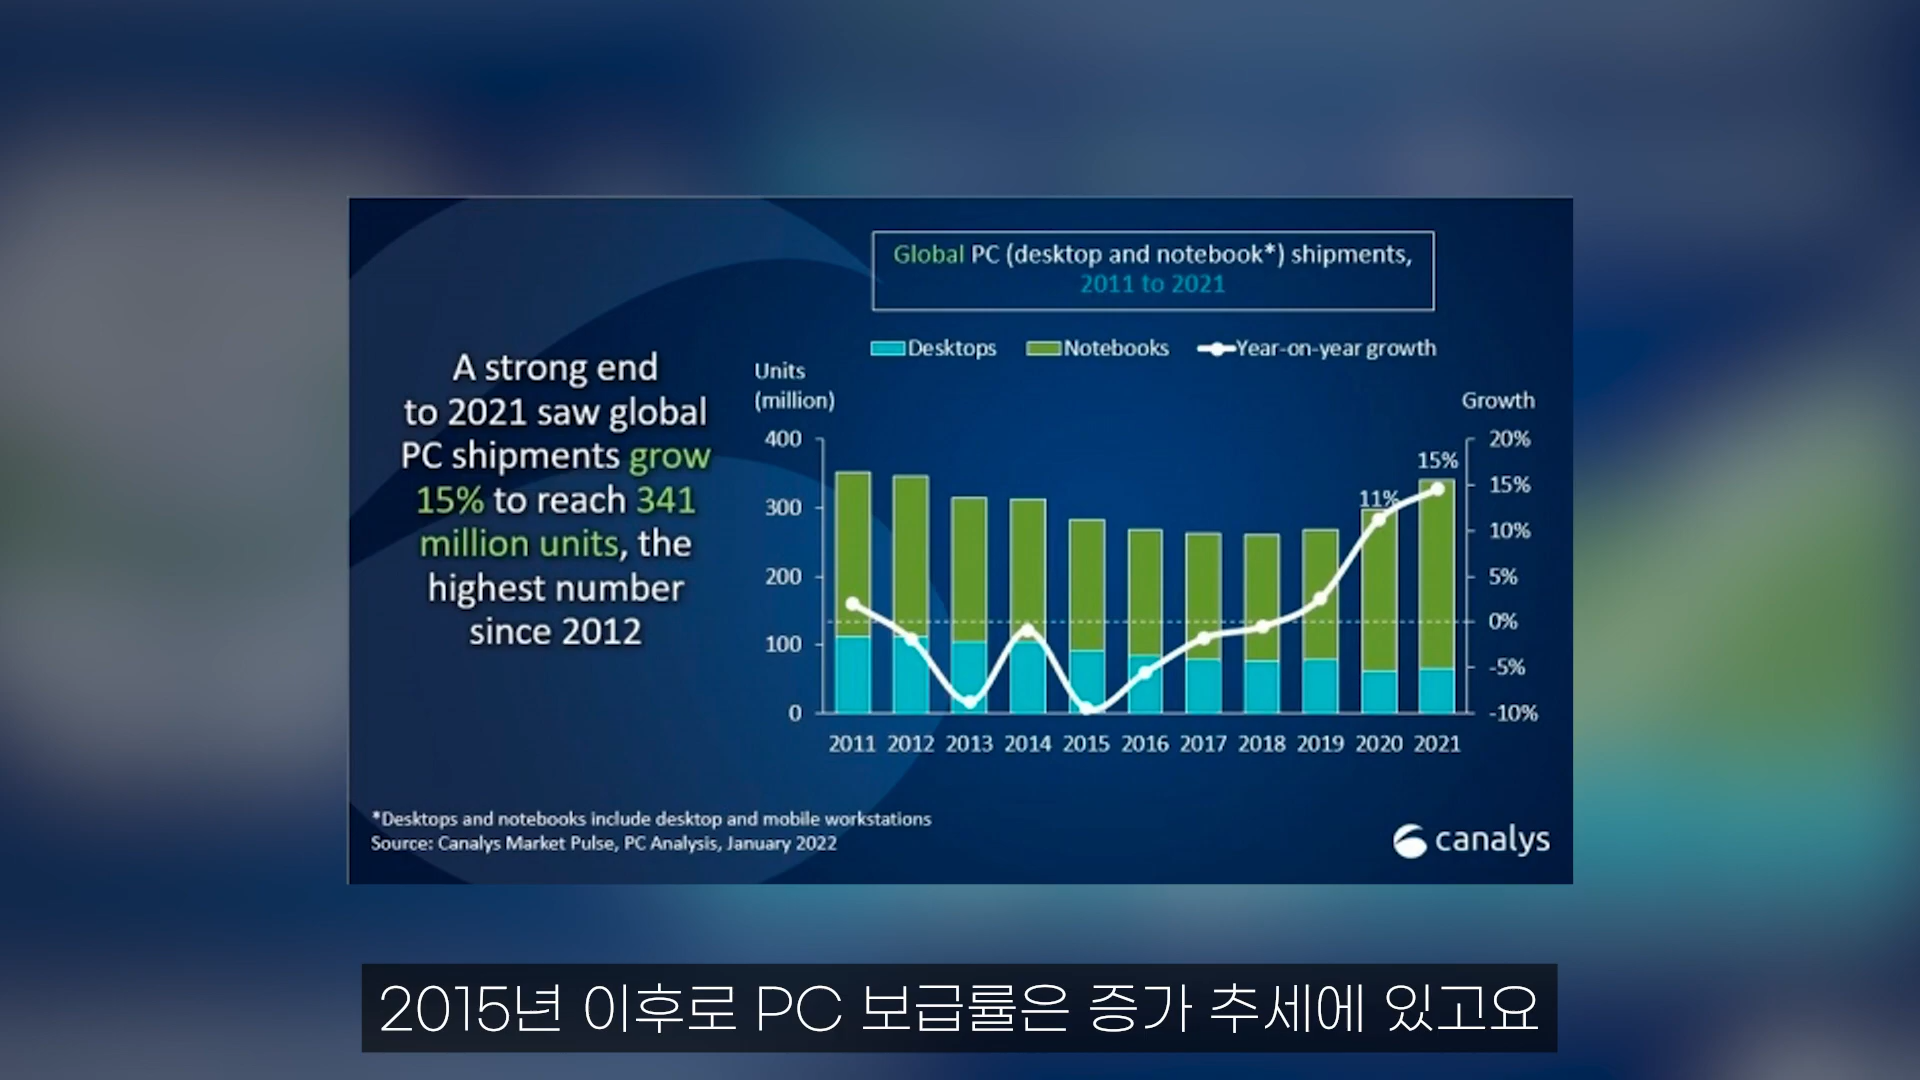 Global PC (desktop and notebook*) shipments,
2011 to 2021
Desktops Notebooks Year-on-year growth
A strong end
to 2021 saw global
PC shipments grow
15% to reach 341
million units, the
highest number
since 2012
Units
(million)
Growth
400
300
200
100
0
20%
15%
10%
5%
0%
-5%
-10%
11%
15%
2011 2012 2013 2014 2015 2016 2017 2018 2019 2020 2021
*Desktops and notebooks include desktop and mobile workstations
Source: Canalys Market Pulse, PC Analysis, January 2022
canalys
2015년 이후로 PC 보급률은 증가 추세에 있고요